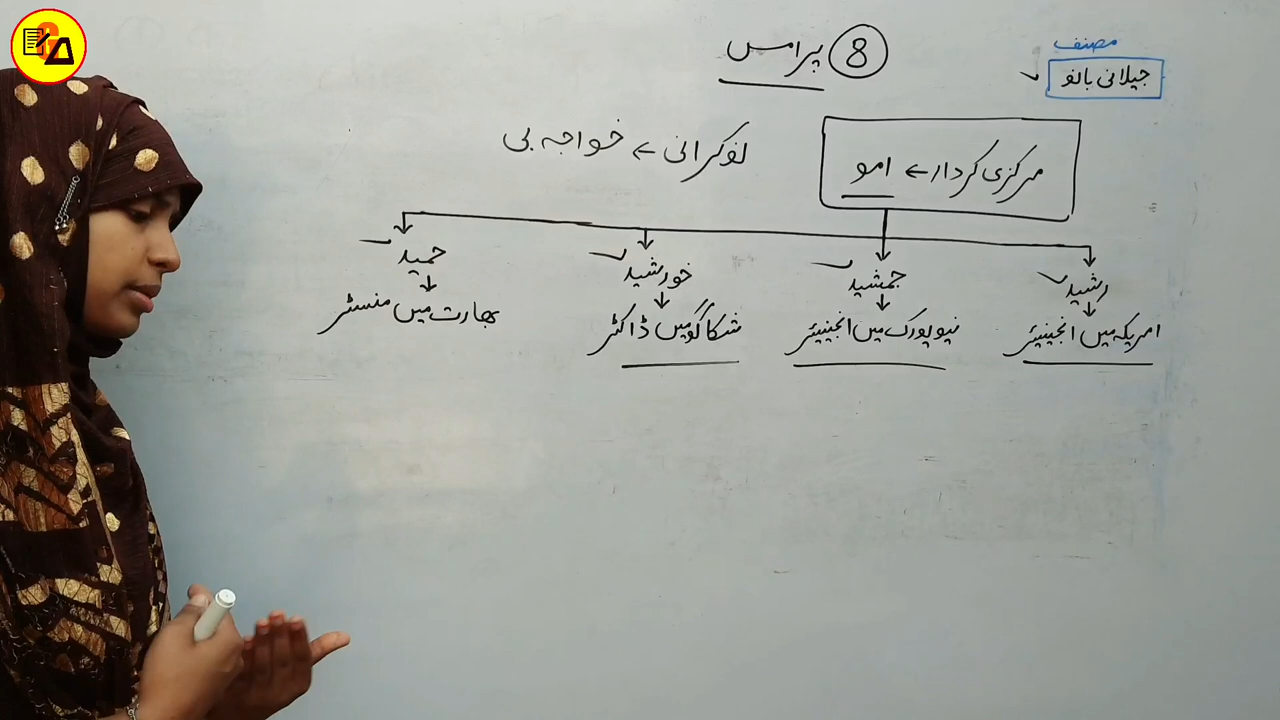 8 پرامس
مصنف
جیلانی بانو
مرکزی کردار ← امو
نوکرانی ← خواجہ بی
رشید
جمشید
خورشید
حمید
امریکہ میں انجینیئر
نیویورک میں انجینیئر
شکاگو میں ڈاکٹر
بھارت میں منسٹر